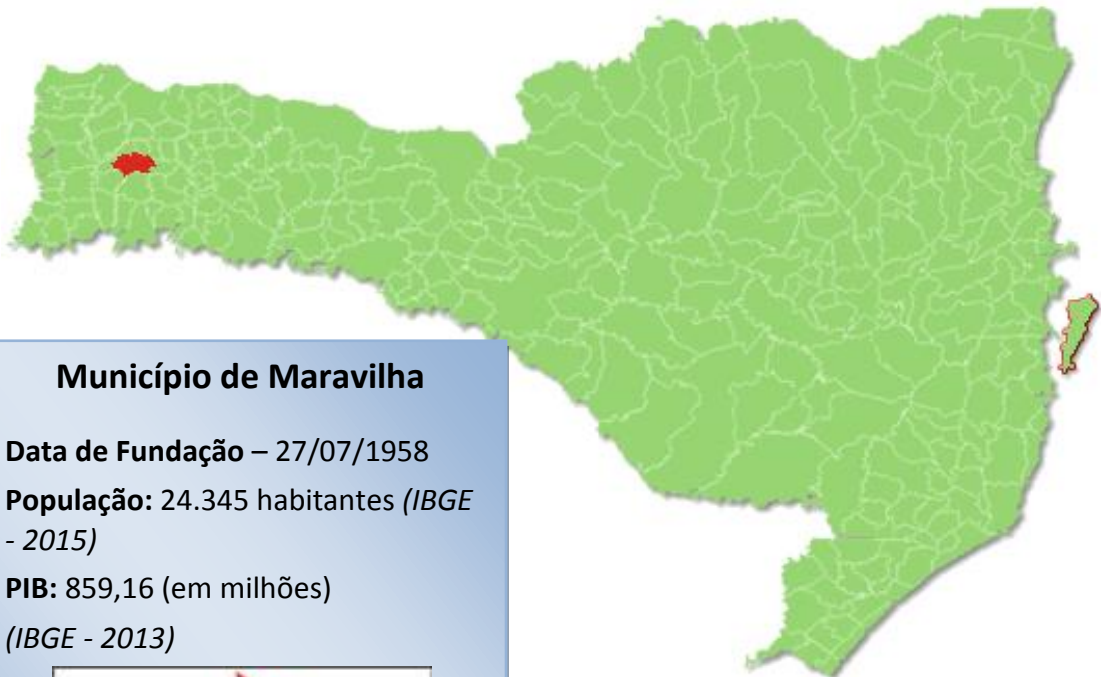 Município de Maravilha
Data de Fundação – 27/07/1958
População: 24.345 habitantes (IBGE
- 2015)
PIB: 859,16 (em milhões)
(IBGE - 2013)